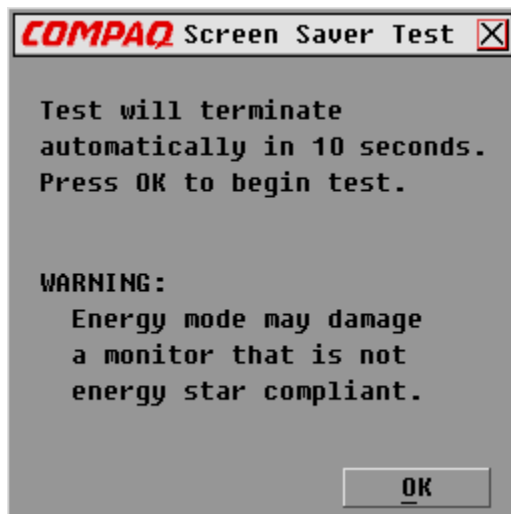 COMPAQ Screen Saver Test
Test will terminate
automatically in 10 seconds.
Press OK to begin test.
WARNING:
Energy mode may damage
a monitor that is not
energy star compliant.
OK